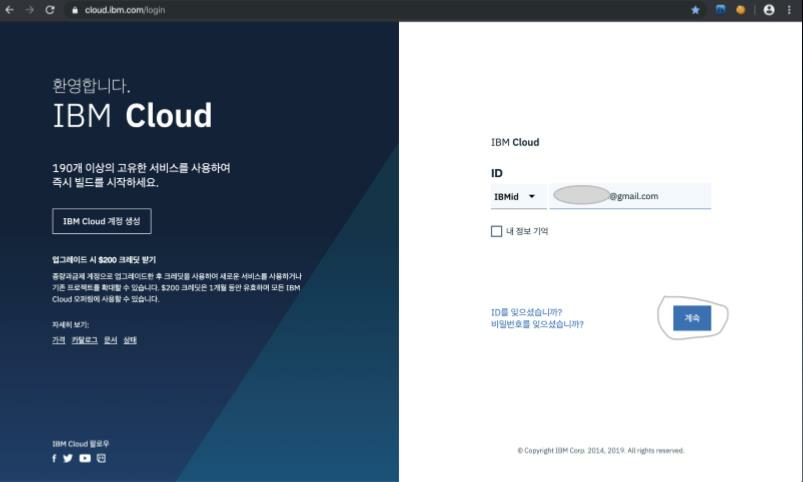 cloud.ibm.com/login
환영합니다.
IBM Cloud
190개 이상의 고유한 서비스를 사용하여
즉시 빌드를 시작하세요.
IBM Cloud 계정 생성
업그레이드 시 $200 크레딧 받기
종량과금제 계정으로 업그레이드한 후 크레딧을 사용하여 새로운 서비스를 사용하거나
기존 프로젝트를 확대할 수 있습니다. $200 크레딧은 1개월 동안 유효하며 모든 IBM
Cloud 오퍼링에 사용할 수 있습니다.
자세히 보기:
가격 카탈로그 문서 상태
IBM Cloud 팔로우
IBM Cloud
ID
IBMid @gmail.com
내 정보 기억
ID를 잊으셨습니까?
비밀번호를 잊으셨습니까?
계속
© Copyright IBM Corp. 2014, 2019. All rights reserved.